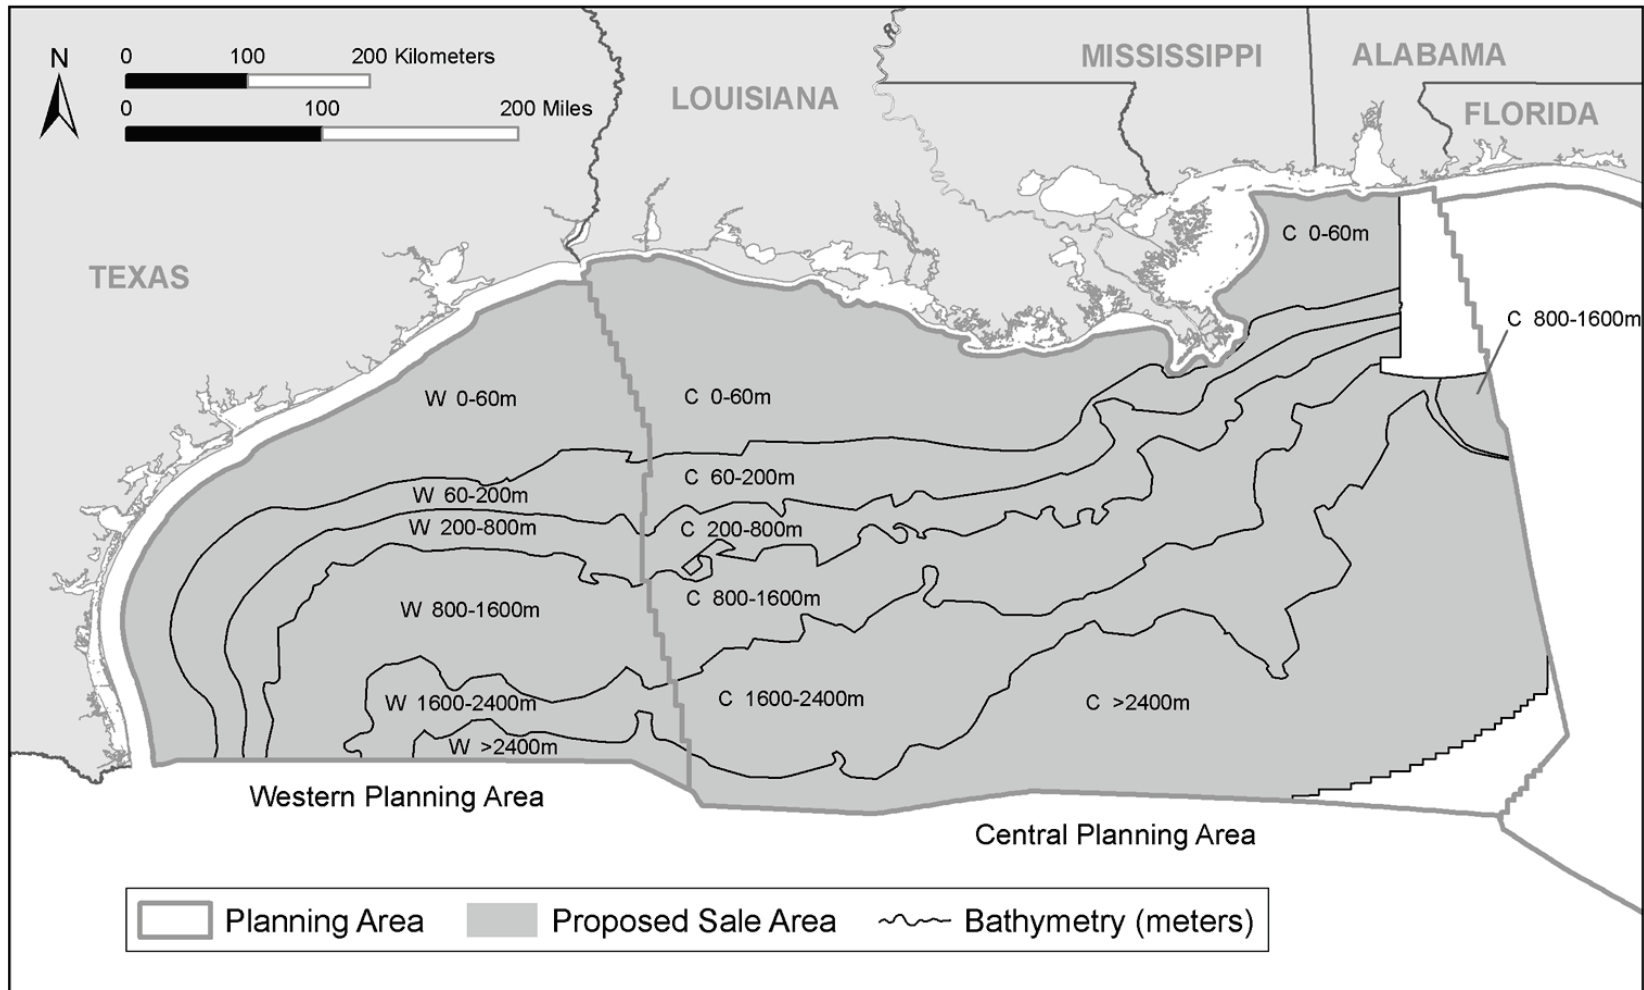 N
0 100 200 Kilometers
0 100 200 Miles
MISSISSIPPI
ALABAMA
LOUISIANA
FLORIDA
TEXAS
C 0-60m
C 800-1600m
W 0-60m
C 0-60m
W 60-200m
C 60-200m
W 200-800m
C 200-800m
W 800-1600m
C 800-1600m
W 1600-2400m
C 1600-2400m
C >2400m
W >2400m
Western Planning Area
Central Planning Area
Planning Area
Proposed Sale Area
Bathymetry (meters)